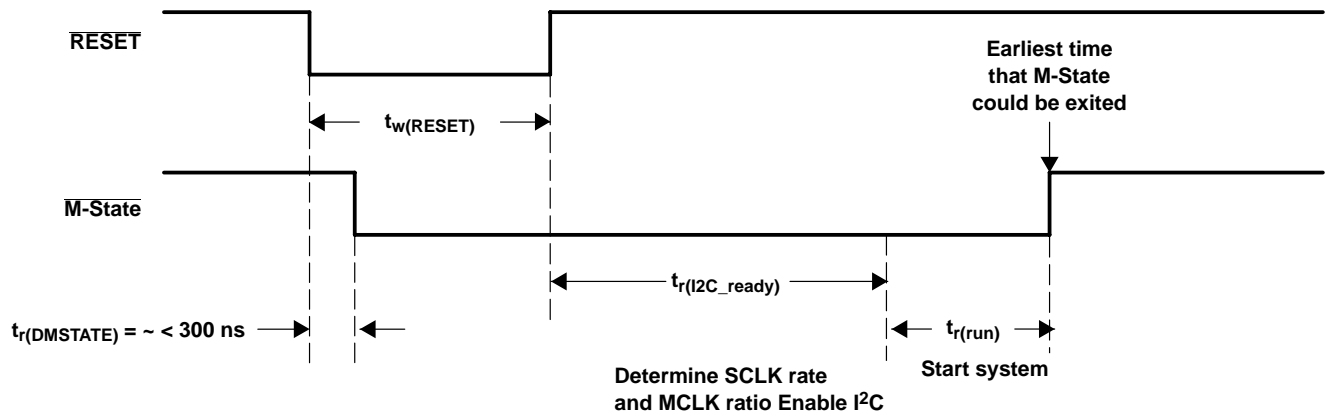 RESET
Earliest time
that M-State
could be exited
tw(RESET)
M-State
tr(I2C_ready)
tr(DMSTATE) = ~ < 300 ns
tr(run)
Start system
Determine SCLK rate
and MCLK ratio Enable I²C